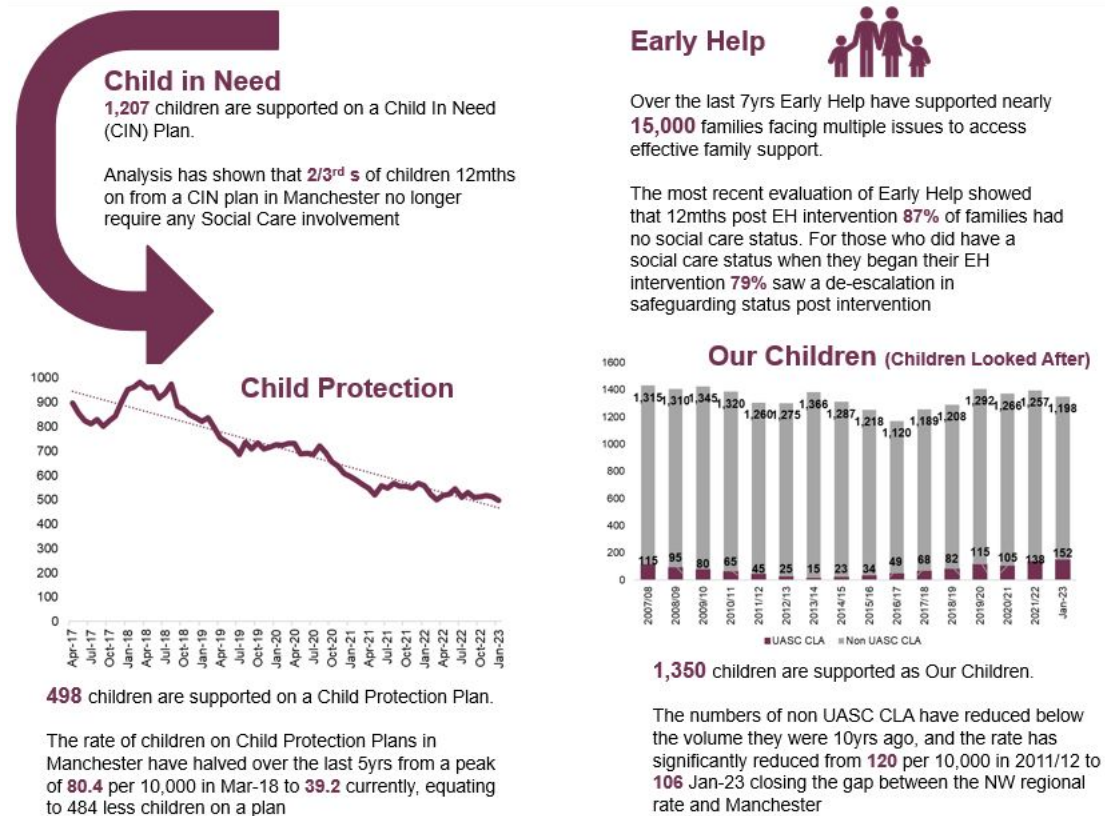 Child in Need
1,207 children are supported on a Child In Need
(CIN) Plan.
Analysis has shown that 2/3rd s of children 12mths
on from a CIN plan in Manchester no longer
require any Social Care involvement
Early Help
Over the last 7yrs Early Help have supported nearly
15,000 families facing multiple issues to access
effective family support.
The most recent evaluation of Early Help showed
that 12mths post EH intervention 87% of families had
no social care status. For those who did have a
social care status when they began their EH
intervention 79% saw a de-escalation in
safeguarding status post intervention
Child Protection
1000
900
800
700
600
500
400
300
200
100
0
Apr-17
Jul-17
Oct-17
Jan-18
Apr-18
Jul-18
Oct-18
Jan-19
Apr-19
Jul-19
Oct-19
Jan-20
Apr-20
Jul-20
Oct-20
Jan-21
Apr-21
Jul-21
Oct-21
Jan-22
Apr-22
Jul-22
Oct-22
Jan-23
498 children are supported on a Child Protection Plan.
The rate of children on Child Protection Plans in
Manchester have halved over the last 5yrs from a peak
of 80.4 per 10,000 in Mar-18 to 39.2 currently, equating
to 484 less children on a plan
Our Children (Children Looked After)
1600
1400
1200
1000
800
600
400
200
0
1,315 1,310 1,345 1,320 1,260 1,275 1,366 1,287 1,218 1,120 1,189 1,208 1,292 1,266 1,257 1,198
115 95 80 65 45 25 15 23 34 49 68 82 115 105 138 152
2007/08
2008/09
2009/10
2010/11
2011/12
2012/13
2013/14
2014/15
2015/16
2016/17
2017/18
2018/19
2019/20
2020/21
2021/22
Jan-23
UASC CLA Non UASC CLA
1,350 children are supported as Our Children.
The numbers of non UASC CLA have reduced below
the volume they were 10yrs ago, and the rate has
significantly reduced from 120 per 10,000 in 2011/12 to
106 Jan-23 closing the gap between the NW regional
rate and Manchester